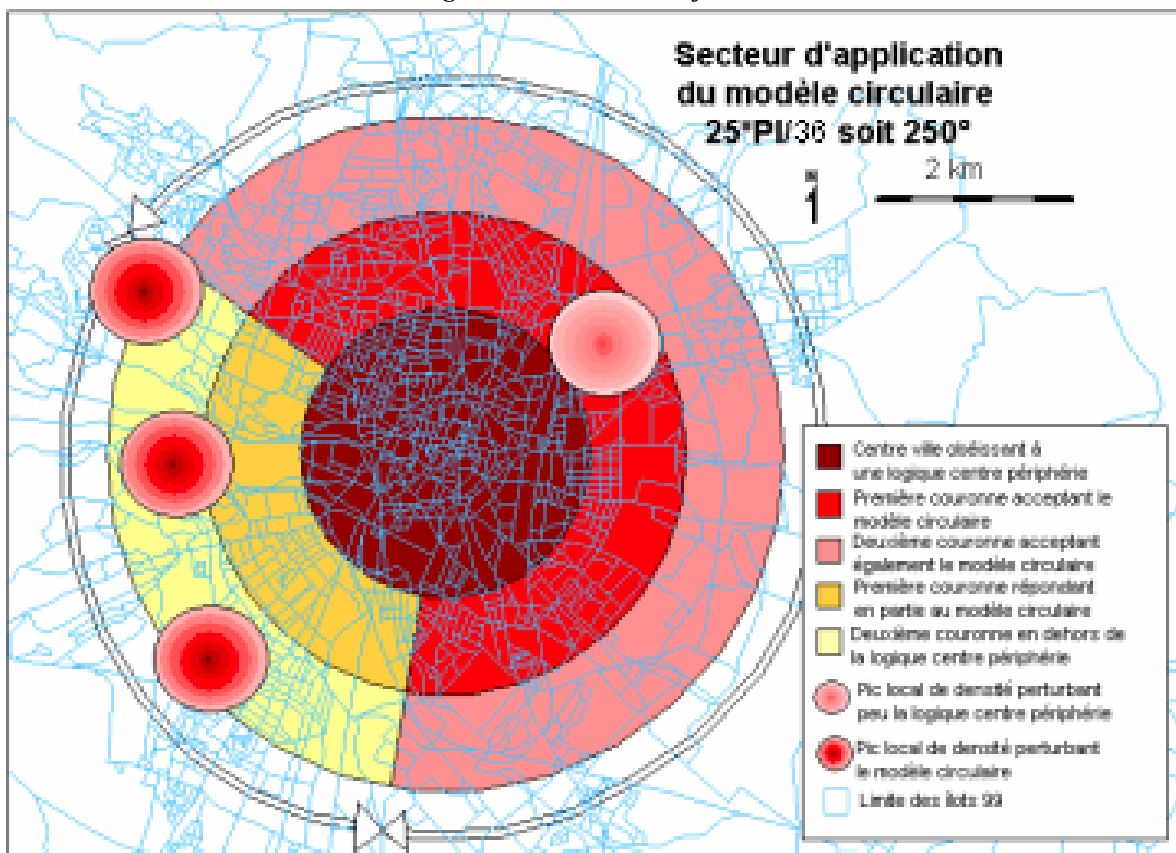 Secteur d'application
du modèle circulaire
25*PI/36 soit 250°
N
2 km
Centre ville obéissant à
une logique centre périphérie
Première couronne acceptant le
modèle circulaire
Deuxième couronne acceptant
également le modèle circulaire
Première couronne répondant
en partie au modèle circulaire
Deuxième couronne en dehors de
la logique centre périphérie
Pic local de densité perturbant
peu la logique centre périphérie
Pic local de densité perturbant
le modèle circulaire
Limite des îlots 99